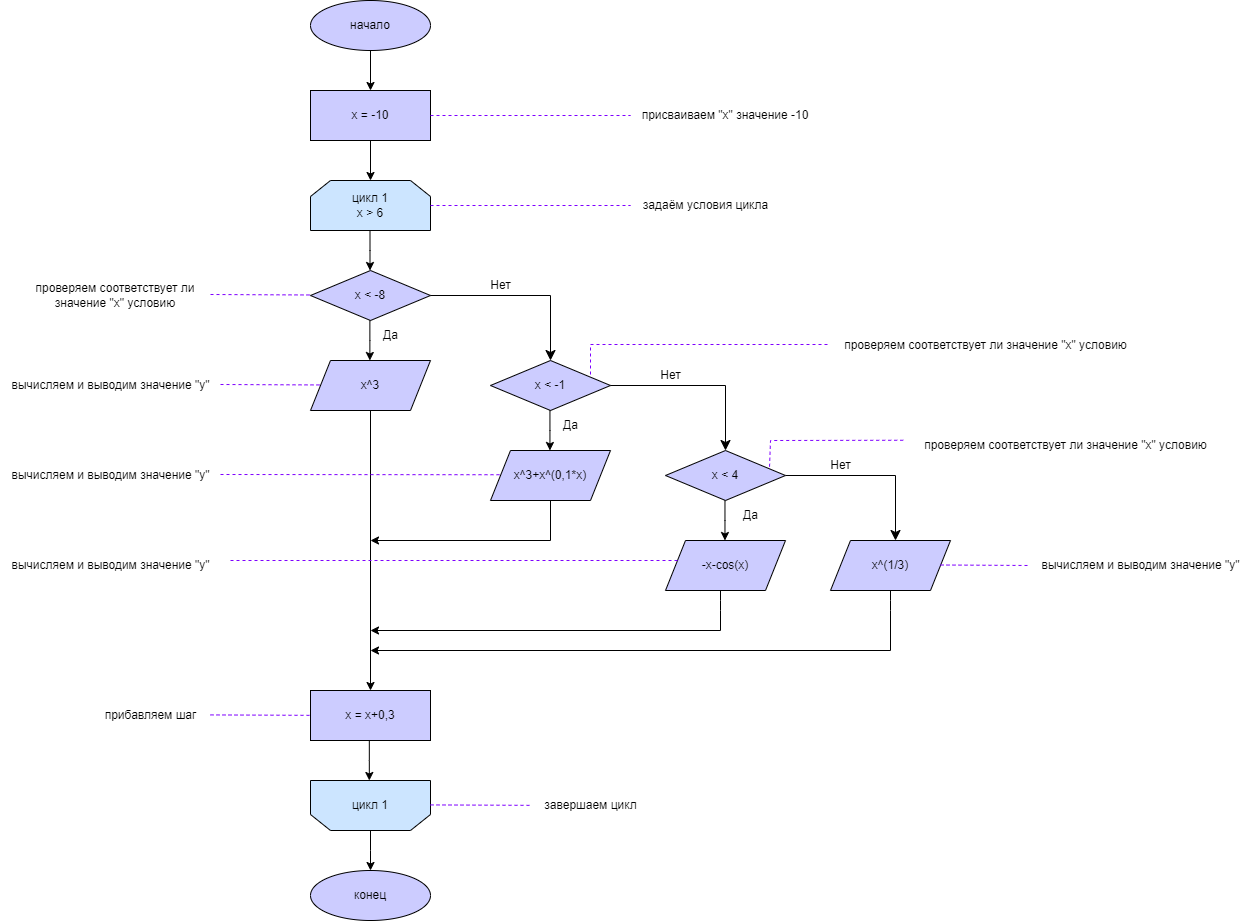 начало
x = -10
присваиваем "x" значение -10
цикл 1
x > 6
задаём условия цикла
проверяем соответствует ли
значение "x" условию
x < -8
Нет
Да
проверяем соответствует ли значение "x" условию
вычисляем и выводим значение "y"
x^3
x < -1
Нет
Да
проверяем соответствует ли значение "x" условию
вычисляем и выводим значение "y"
x^3+x^(0,1*x)
x < 4
Нет
Да
вычисляем и выводим значение "y"
-x-cos(x)
x^(1/3)
вычисляем и выводим значение "y"
прибавляем шаг
x = x+0,3
цикл 1
завершаем цикл
конец